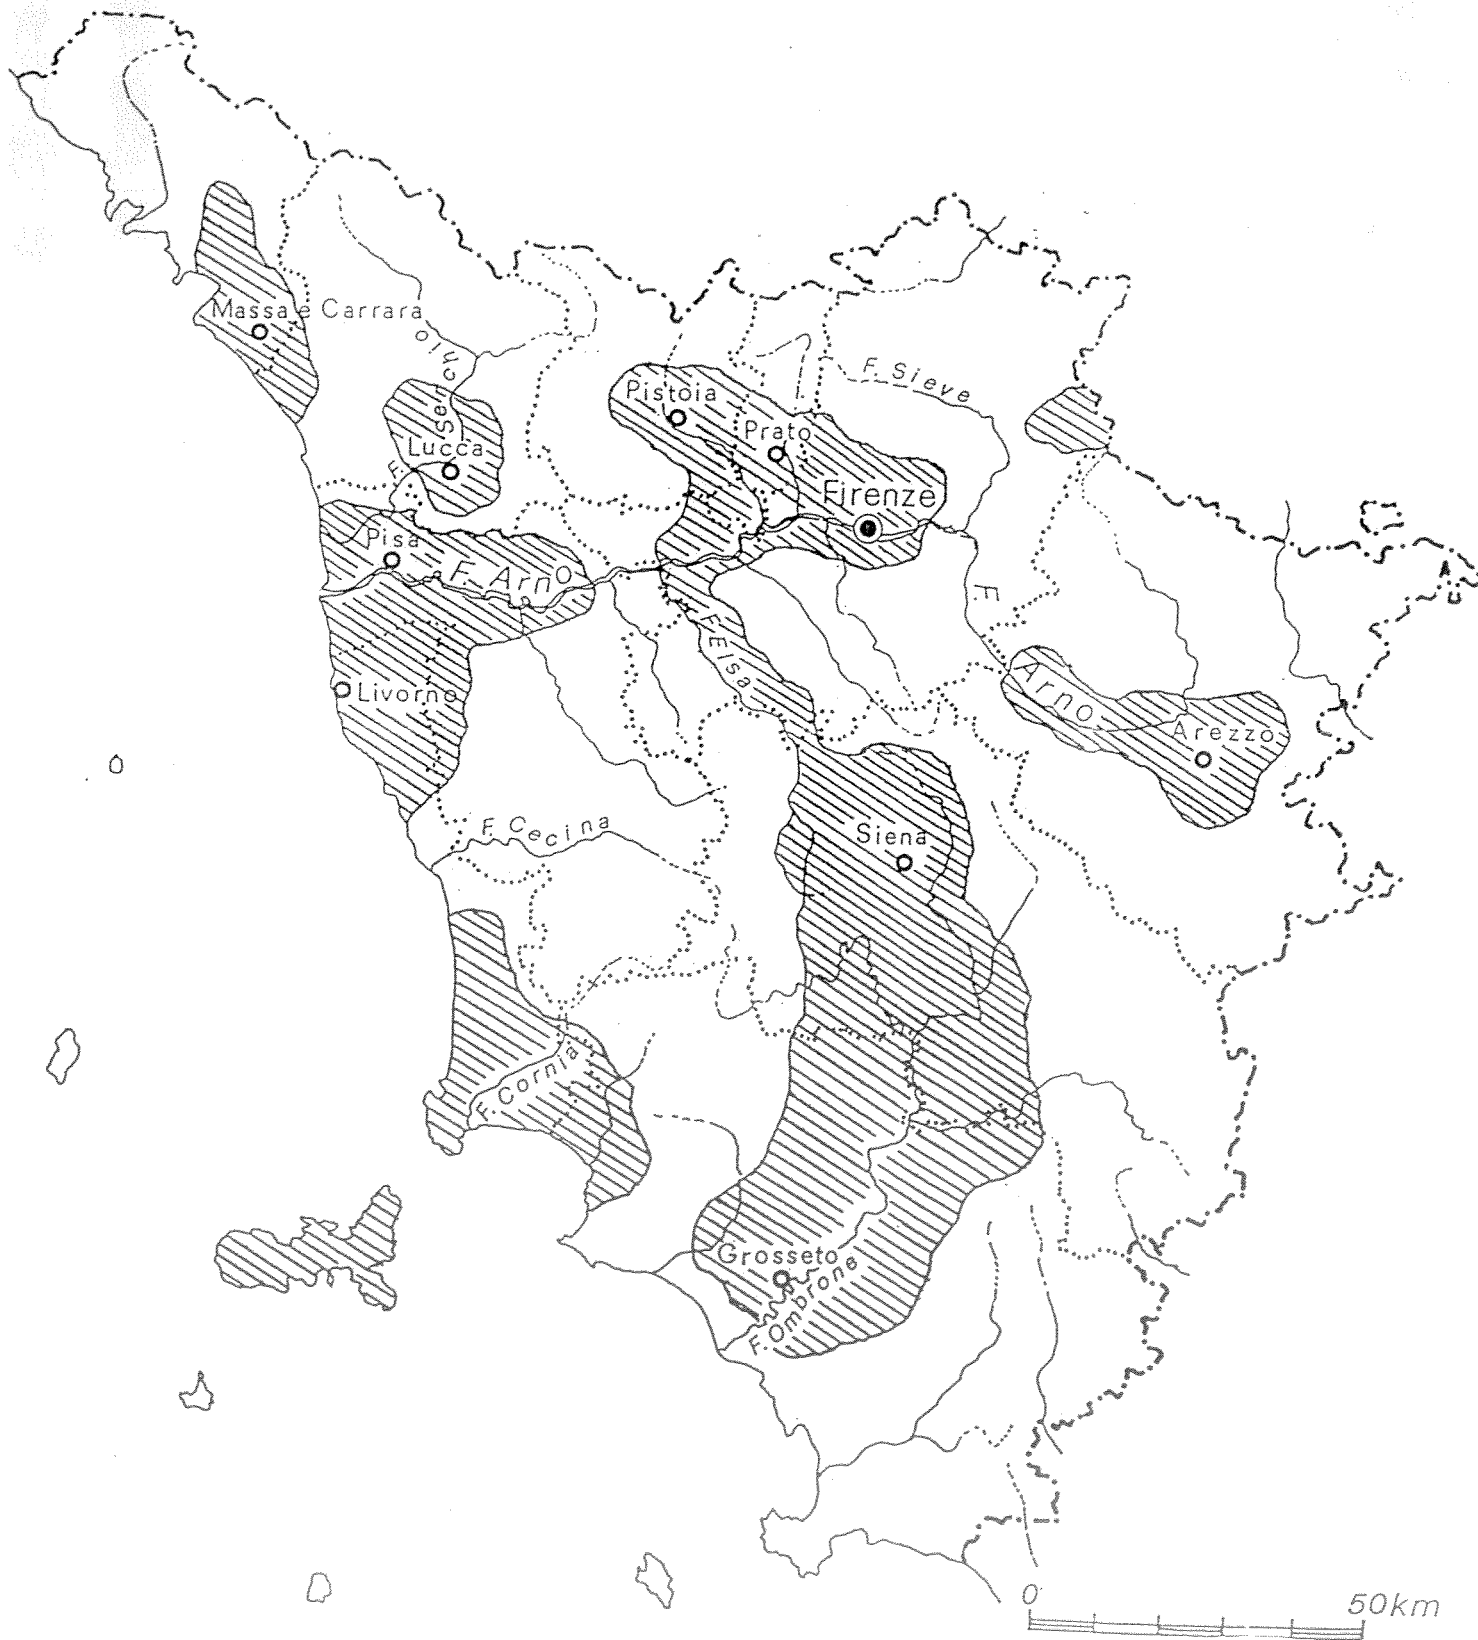 Massa e Carrara
F. Serchio
Lucca
Pistoia
Prato
F. Sieve
Firenze
Pisa
F. Arno
F. Elsa
F. Arno
Livorno
Arezzo
F. Cecina
Siena
F. Cornia
Grosseto
F. Ombrone
0
50km